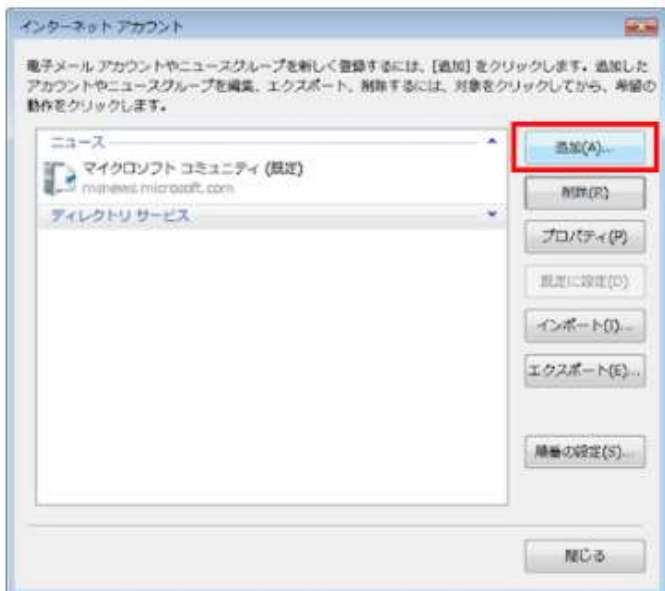 インターネット アカウント
電子メール アカウントやニュースグループを新しく登録するには、[追加] をクリックします。追加した
アカウントやニュースグループを編集、エクスポート、削除するには、対象をクリックしてから、希望の
動作をクリックします。
ニュース
マイクロソフト コミュニティ (既定)
msnews.microsoft.com
ディレクトリ サービス
追加(A)...
削除(R)
プロパティ(P)
既定に設定(D)
インポート(I)...
エクスポート(E)...
順番の設定(S)...
閉じる